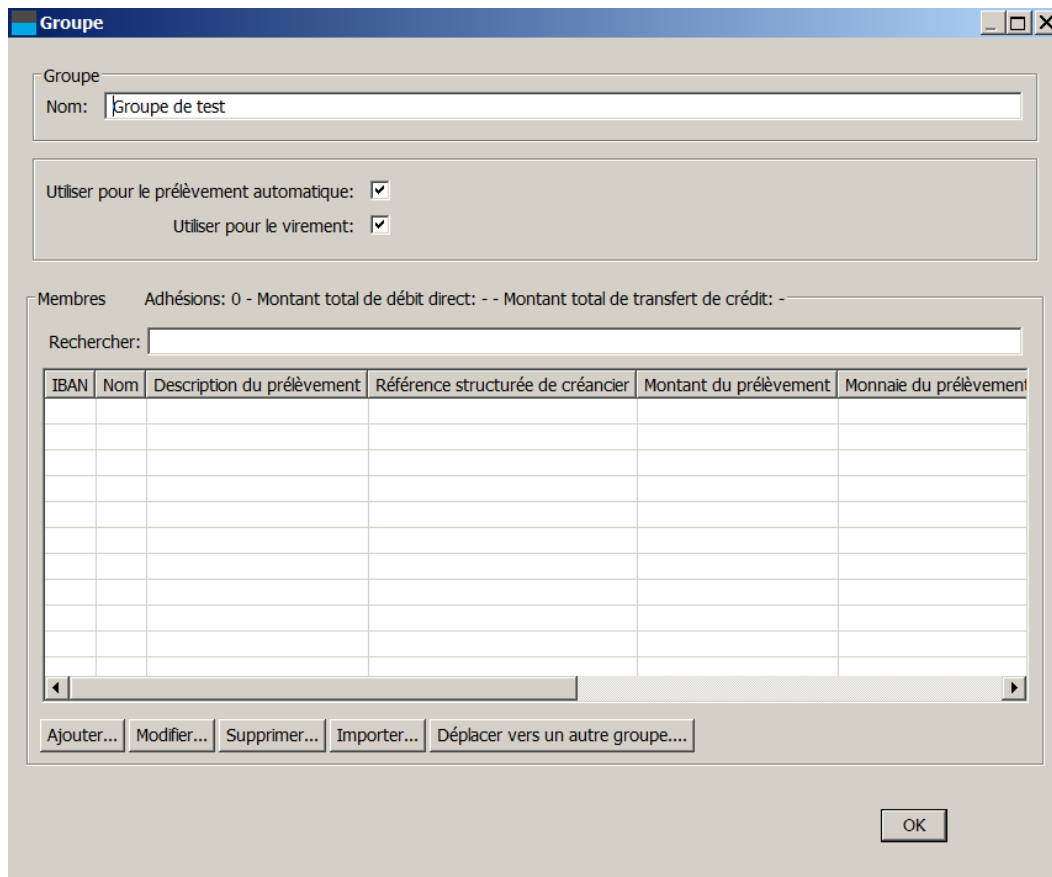 Groupe
Groupe
Nom: Groupe de test
Utiliser pour le prélèvement automatique:
Utiliser pour le virement:
Membres Adhésions: 0 - Montant total de débit direct: - - Montant total de transfert de crédit: -
Rechercher:
IBAN Nom Description du prélèvement Référence structurée de créancier Montant du prélèvement Monnaie du prélèvement
Ajouter... Modifier... Supprimer... Importer... Déplacer vers un autre groupe....
OK